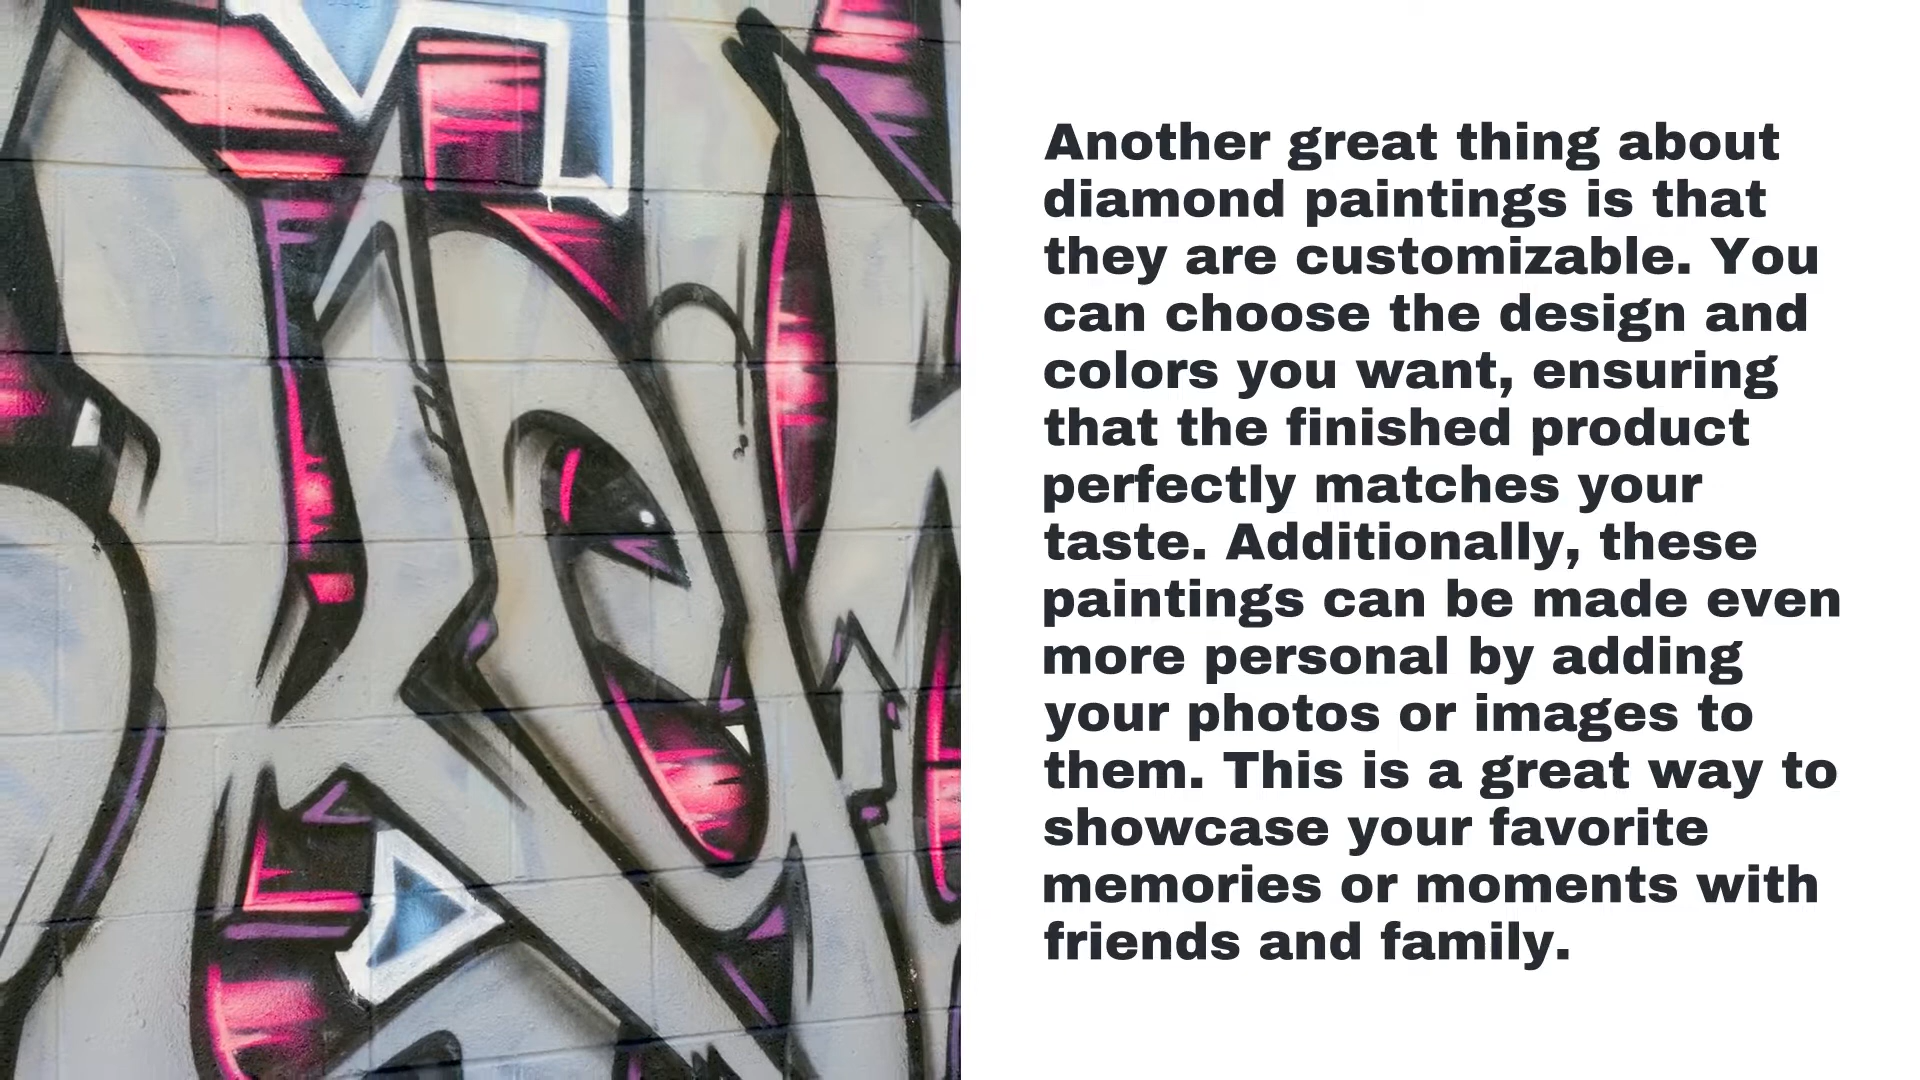 Another great thing about
diamond paintings is that
they are customizable. You
can choose the design and
colors you want, ensuring
that the finished product
perfectly matches your
taste. Additionally, these
paintings can be made even
more personal by adding
your photos or images to
them. This is a great way to
showcase your favorite
memories or moments with
friends and family.